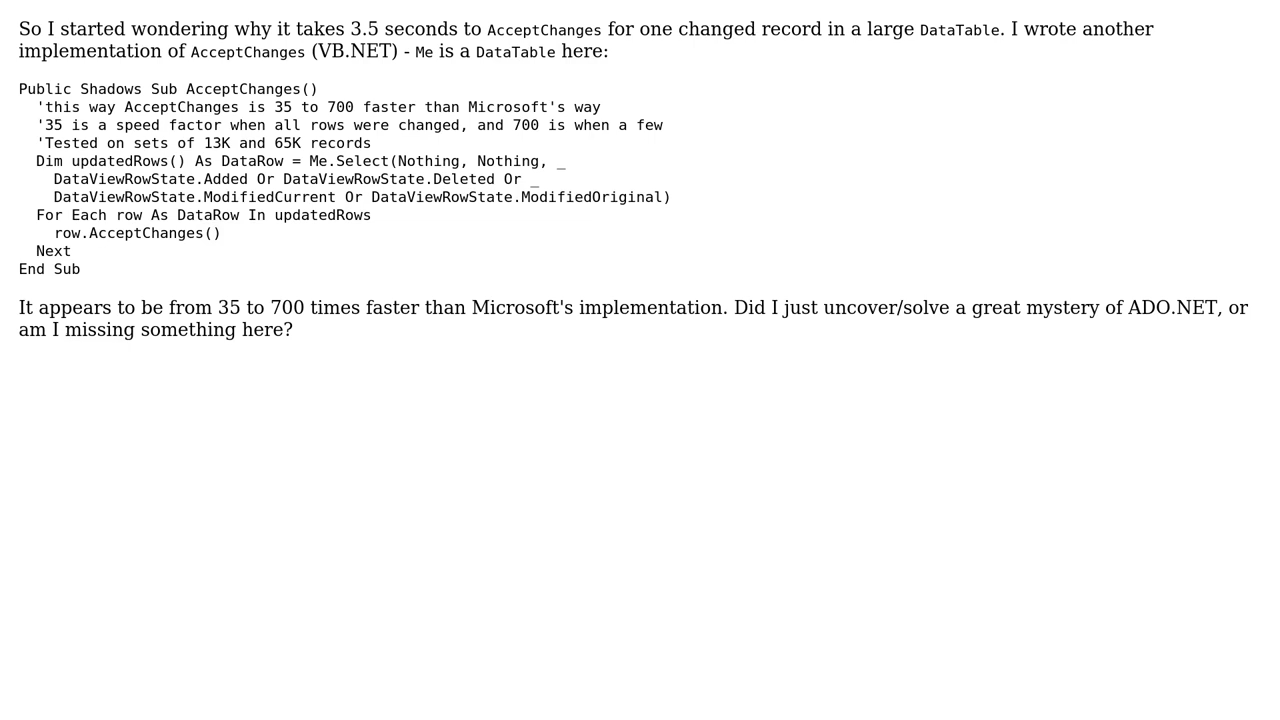 So I started wondering why it takes 3.5 seconds to AcceptChanges for one changed record in a large DataTable. I wrote another
implementation of AcceptChanges (VB.NET) - Me is a DataTable here:
Public Shadows Sub AcceptChanges()
  'this way AcceptChanges is 35 to 700 faster than Microsoft's way
  '35 is a speed factor when all rows were changed, and 700 is when a few
  'Tested on sets of 13K and 65K records
  Dim updatedRows() As DataRow = Me.Select(Nothing, Nothing, _
    DataViewRowState.Added Or DataViewRowState.Deleted Or _
    DataViewRowState.ModifiedCurrent Or DataViewRowState.ModifiedOriginal)
  For Each row As DataRow In updatedRows
    row.AcceptChanges()
  Next
End Sub
It appears to be from 35 to 700 times faster than Microsoft's implementation. Did I just uncover/solve a great mystery of ADO.NET, or
am I missing something here?